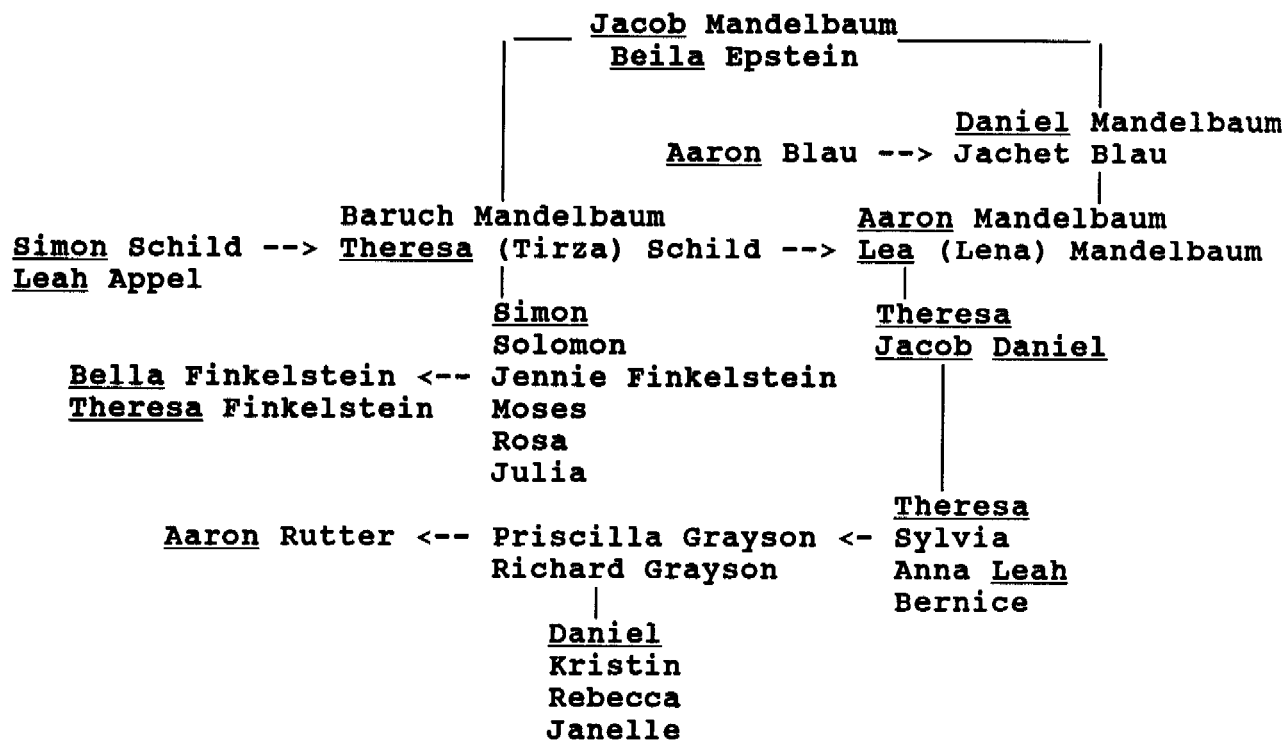 Jacob Mandelbaum
Beila Epstein
Daniel Mandelbaum
Aaron Blau --> Jachet Blau
Baruch Mandelbaum Aaron Mandelbaum
Simon Schild --> Theresa (Tirza) Schild --> Lea (Lena) Mandelbaum
Leah Appel
Simon Theresa
Solomon Jacob Daniel
Bella Finkelstein <-- Jennie Finkelstein
Theresa Finkelstein Moses
Rosa
Julia
Theresa
Aaron Rutter <-- Priscilla Grayson <- Sylvia
Richard Grayson Anna Leah
Bernice
Daniel
Kristin
Rebecca
Janelle